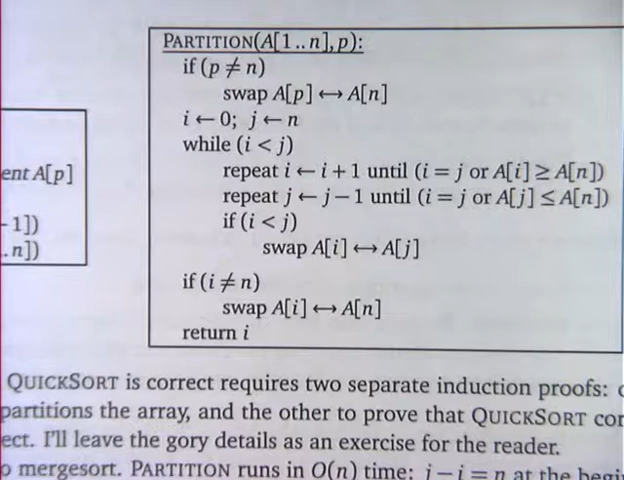 PARTITION(A[1..n], p):
if (p ≠ n)
swap A[p] ↔ A[n]
i ← 0; j ← n
while (i < j)
repeat i ← i + 1 until (i = j or A[i] ≥ A[n])
repeat j ← j − 1 until (i = j or A[j] ≤ A[n])
if (i < j)
swap A[i] ↔ A[j]
if (i ≠ n)
swap A[i] ↔ A[n]
return i
ent A[p]
− 1])
.n])
QUICKSORT is correct requires two separate induction proofs:
partitions the array, and the other to prove that QUICKSORT cor
ect. I'll leave the gory details as an exercise for the reader.
o mergesort. PARTITION runs in O(n) time: j − i = n at the begi